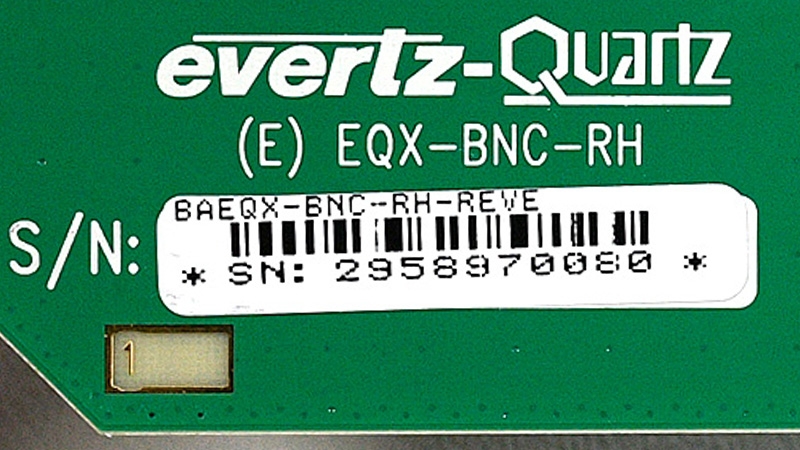 evertz-Quartz
(E) EQX-BNC-RH
BAEQX-BNC-RH-REVE
S/N:
* SN: 2958970080 *
1